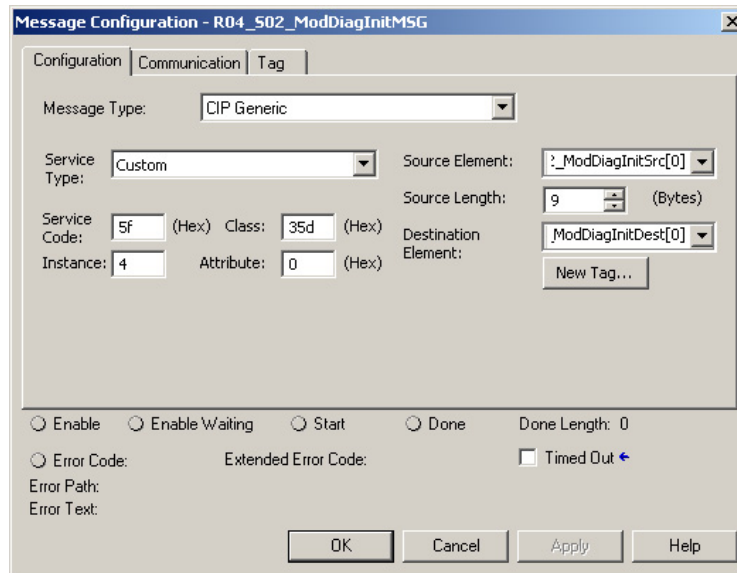 Message Configuration - R04_S02_ModDiagInitMSG
Configuration Communication Tag
Message Type: CIP Generic
Service Type: Custom
Source Element: _ModDiagInitSrc[0]
Source Length: 9 (Bytes)
Service Code: 5f (Hex) Class: 35d (Hex)
Destination Element: _ModDiagInitDest[0]
Instance: 4 Attribute: 0 (Hex)
New Tag...
Enable Enable Waiting Start Done Done Length: 0
Error Code: Extended Error Code: Timed Out
Error Path:
Error Text:
OK Cancel Apply Help